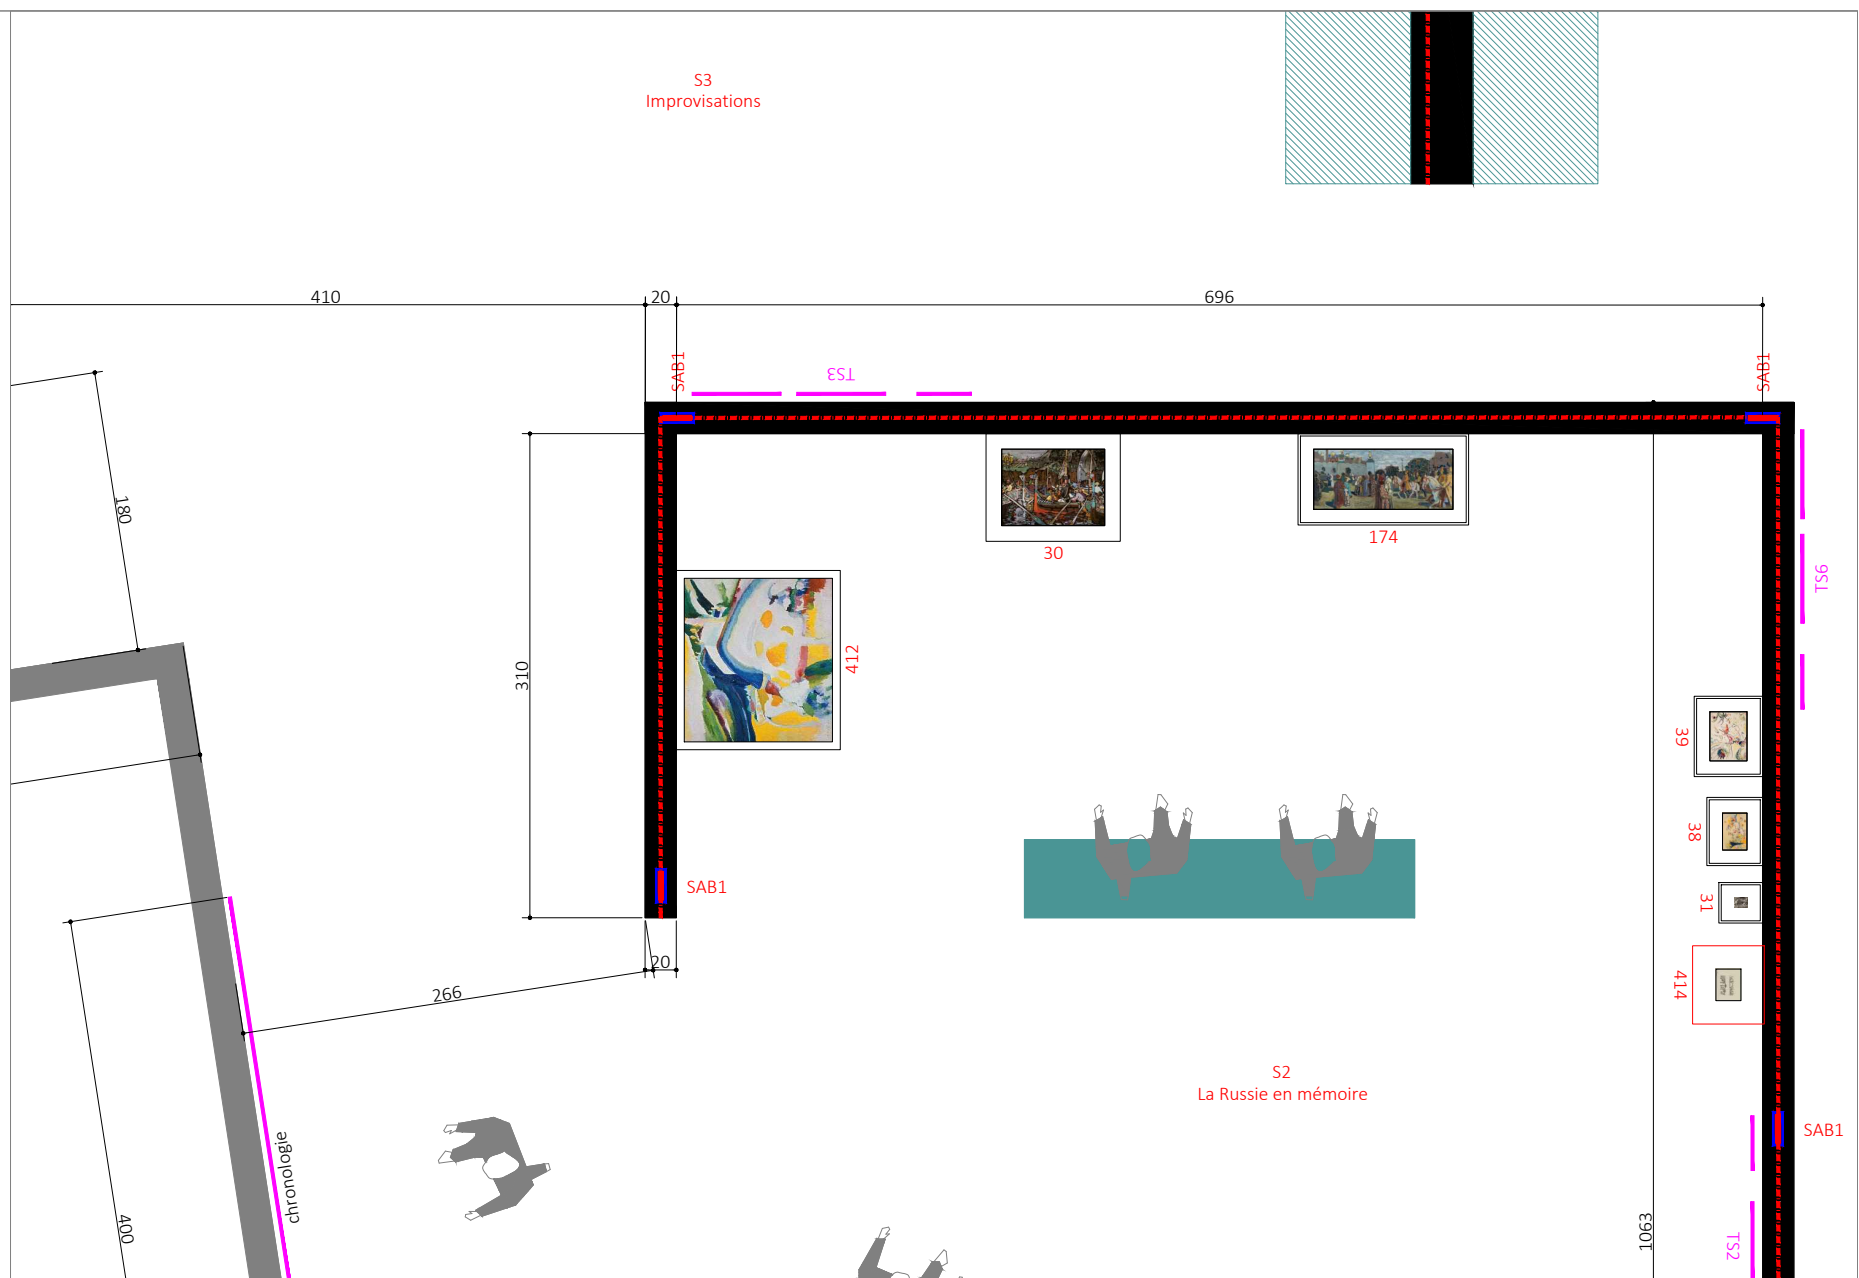 S3
Improvisations
410
20
696
SAB1
TS3
SAB1
180
30
174
TS6
412
310
39
38
SAB1
31
20
414
266
S2
La Russie en mémoire
SAB1
chronologie
400
1063
TS2